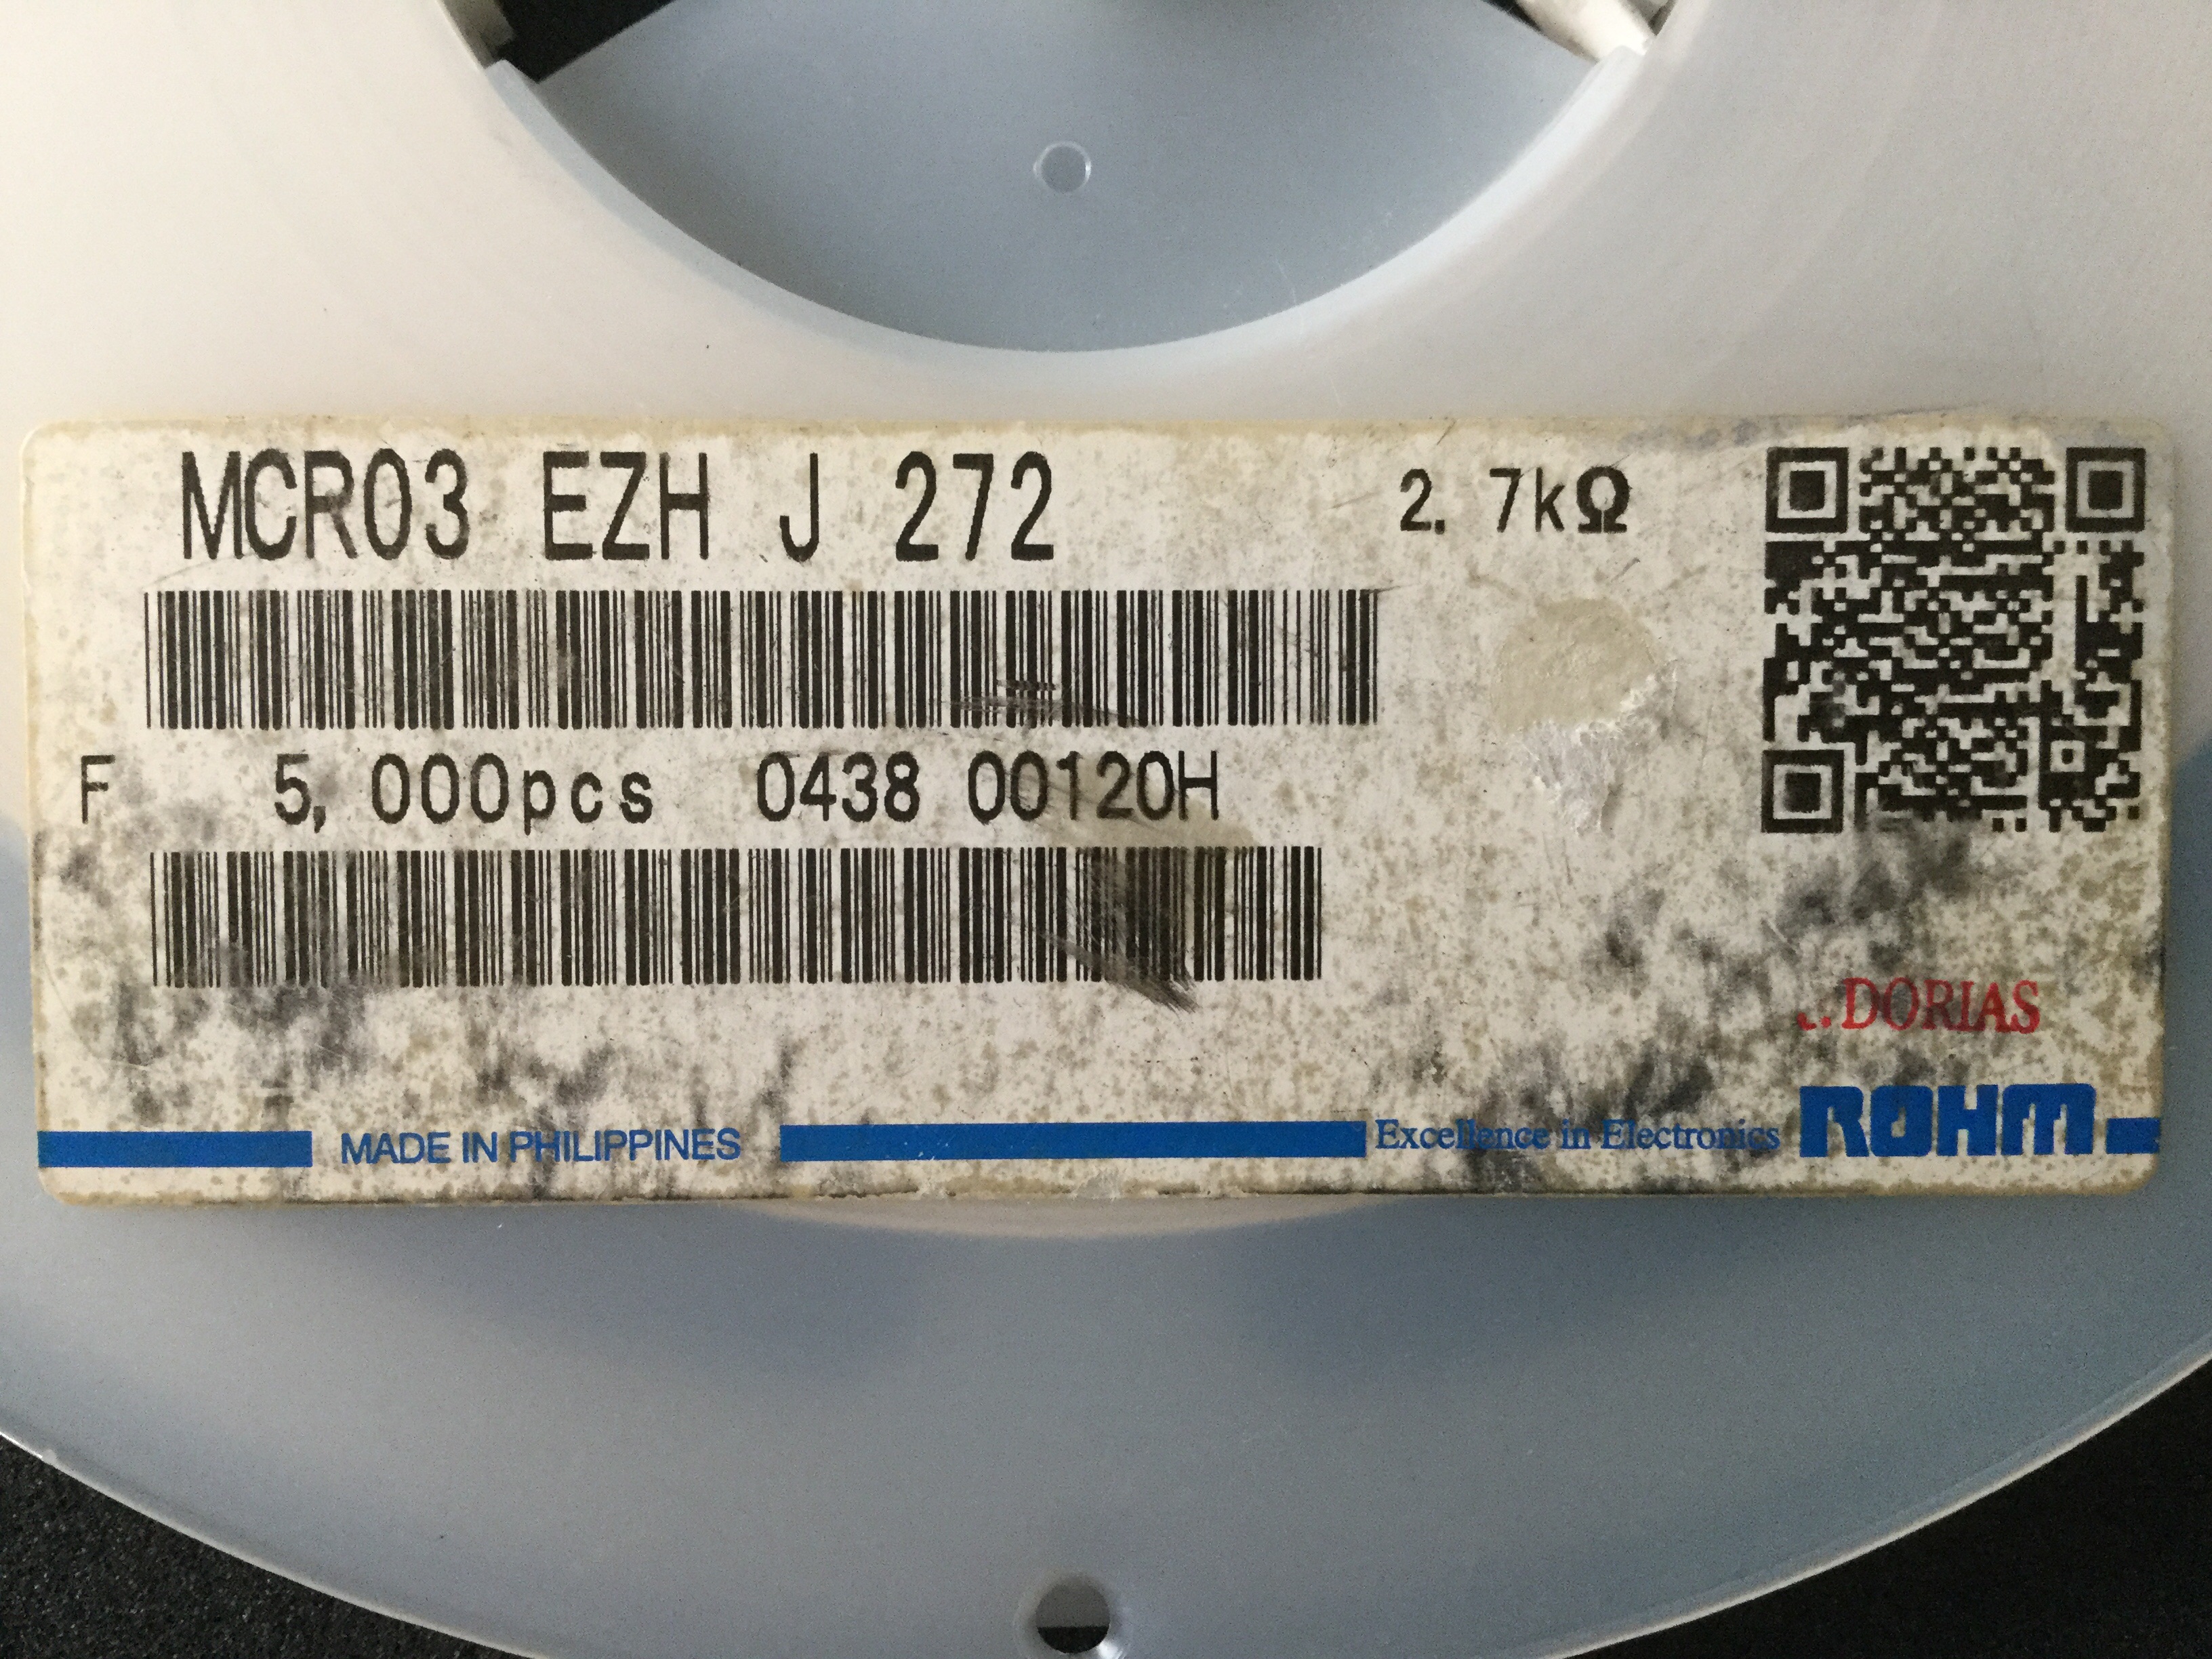 MCR03 EZH J 272 2. 7kΩ
F 5, 000pcs 0438 00120H
DORIAS
MADE IN PHILIPPINES Excellence in Electronics ROHM